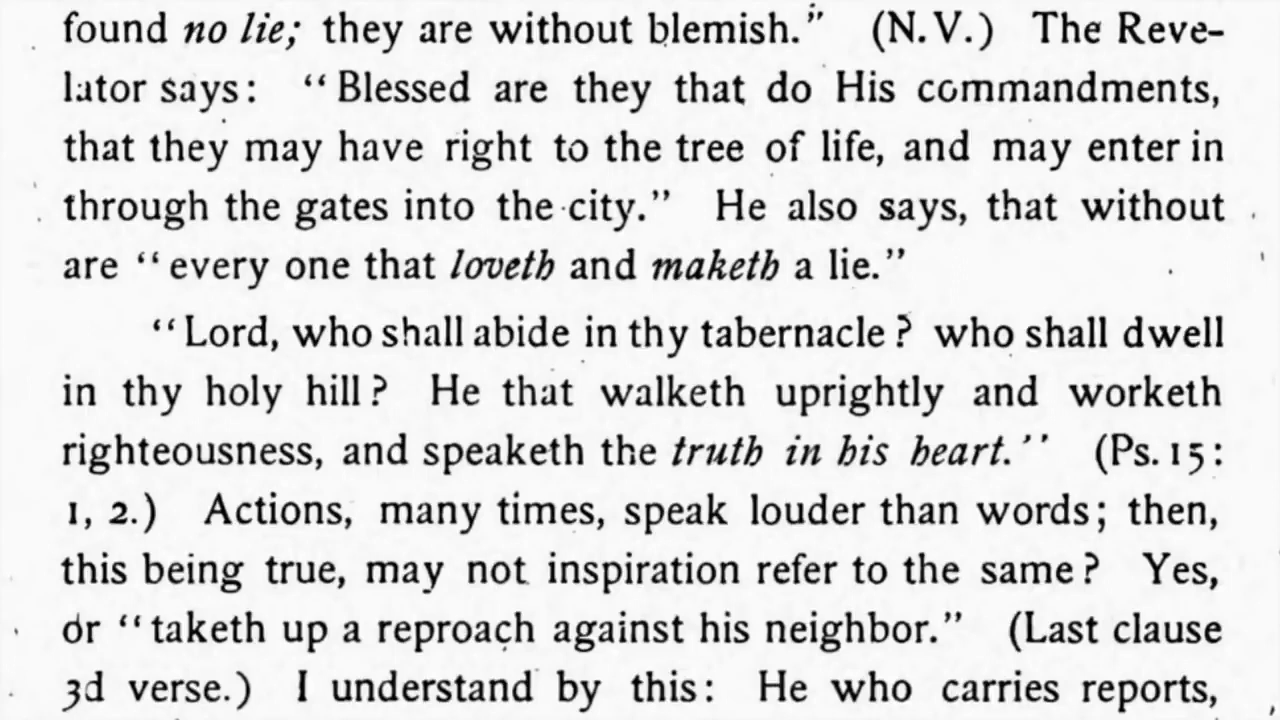 found no lie; they are without blemish." (N.V.) The Reve-
lator says: "Blessed are they that do His commandments,
that they may have right to the tree of life, and may enter in
through the gates into the city." He also says, that without
are "every one that loveth and maketh a lie."
"Lord, who shall abide in thy tabernacle? who shall dwell
in thy holy hill? He that walketh uprightly and worketh
righteousness, and speaketh the truth in his heart." (Ps. 15:
1, 2.) Actions, many times, speak louder than words; then,
this being true, may not inspiration refer to the same? Yes,
or "taketh up a reproach against his neighbor." (Last clause
3d verse.) I understand by this: He who carries reports,